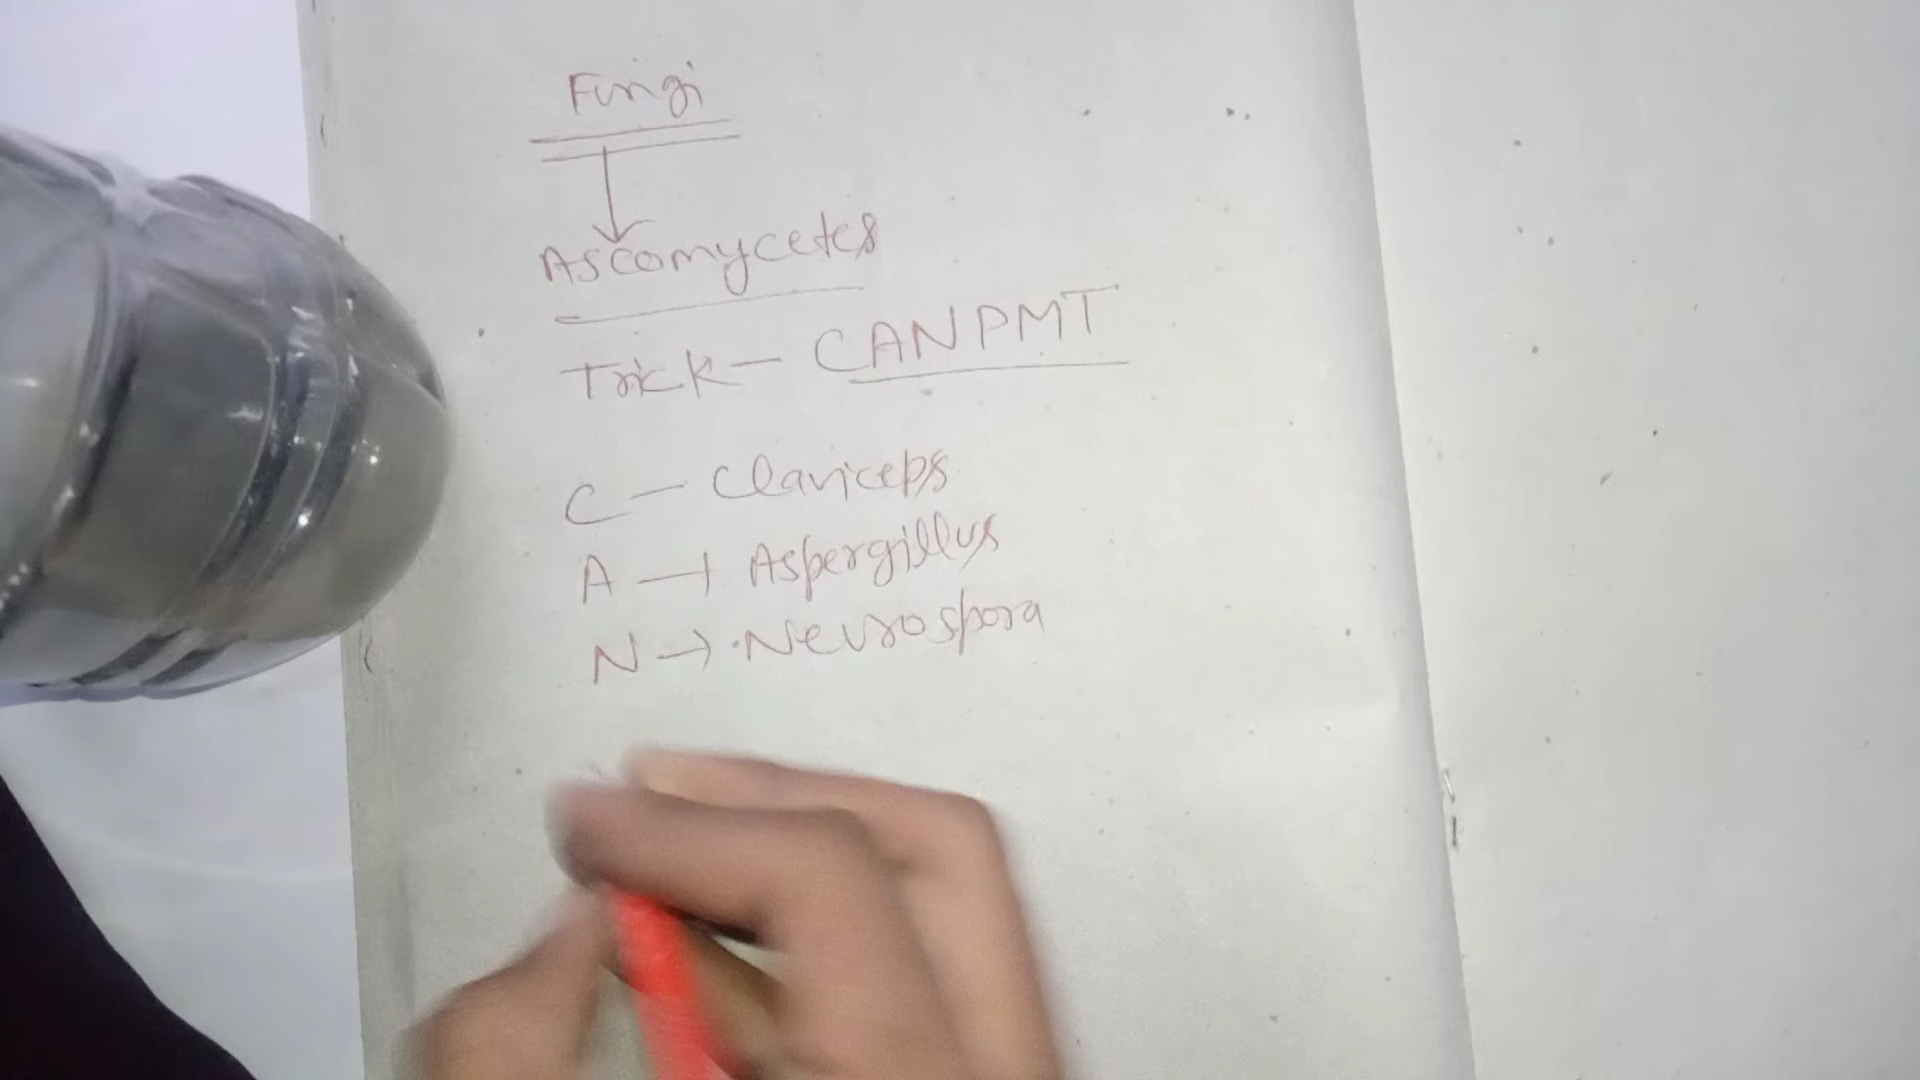 Fungi
Ascomycetes
Trick - CANPMT
C - Claviceps
A → Aspergillus
N → Neurospora